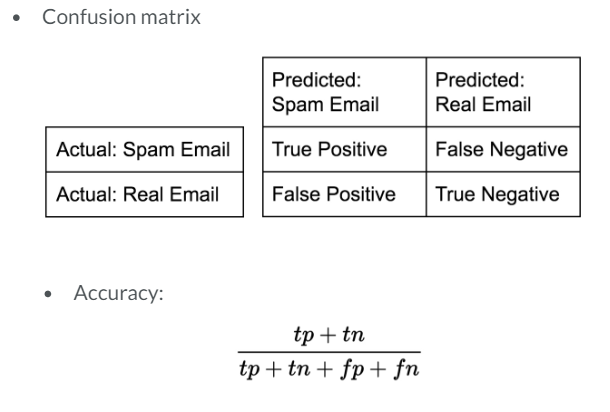 • Confusion matrix
Predicted: Spam Email
Predicted: Real Email
Actual: Spam Email
True Positive
False Negative
Actual: Real Email
False Positive
True Negative
• Accuracy:
tp + tn
tp + tn + fp + fn